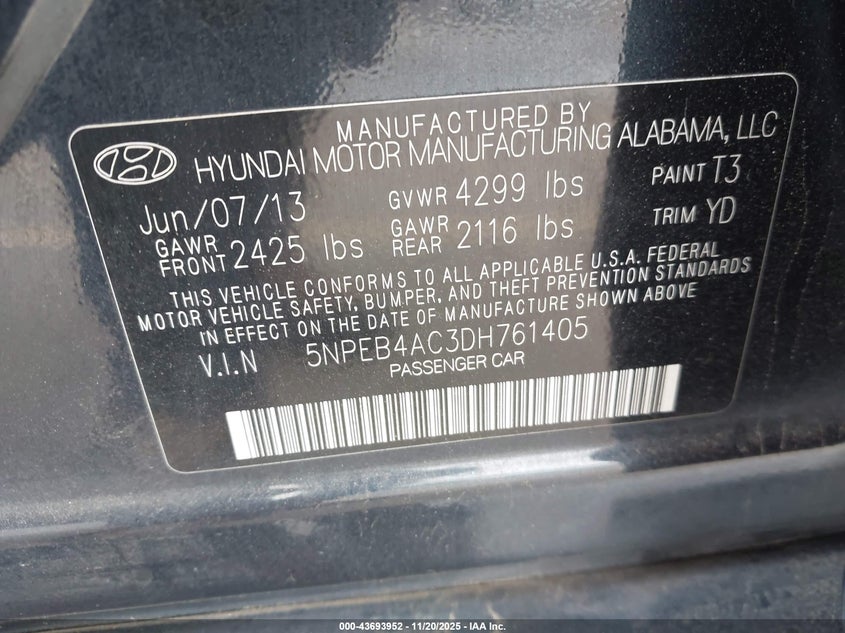 MANUFACTURED BY
HYUNDAI MOTOR MANUFACTURING ALABAMA, LLC
Jun/07/13 GVWR 4299 lbs PAINT T3
GAWR FRONT 2425 lbs GAWR REAR 2116 lbs TRIM YD
THIS VEHICLE CONFORMS TO ALL APPLICABLE U.S.A. FEDERAL
MOTOR VEHICLE SAFETY, BUMPER, AND THEFT PREVENTION STANDARDS
IN EFFECT ON THE DATE OF MANUFACTURE SHOWN ABOVE
V.I.N 5NPEB4AC3DH761405
PASSENGER CAR
000-43693952 - 11/20/2025 - IAA Inc.